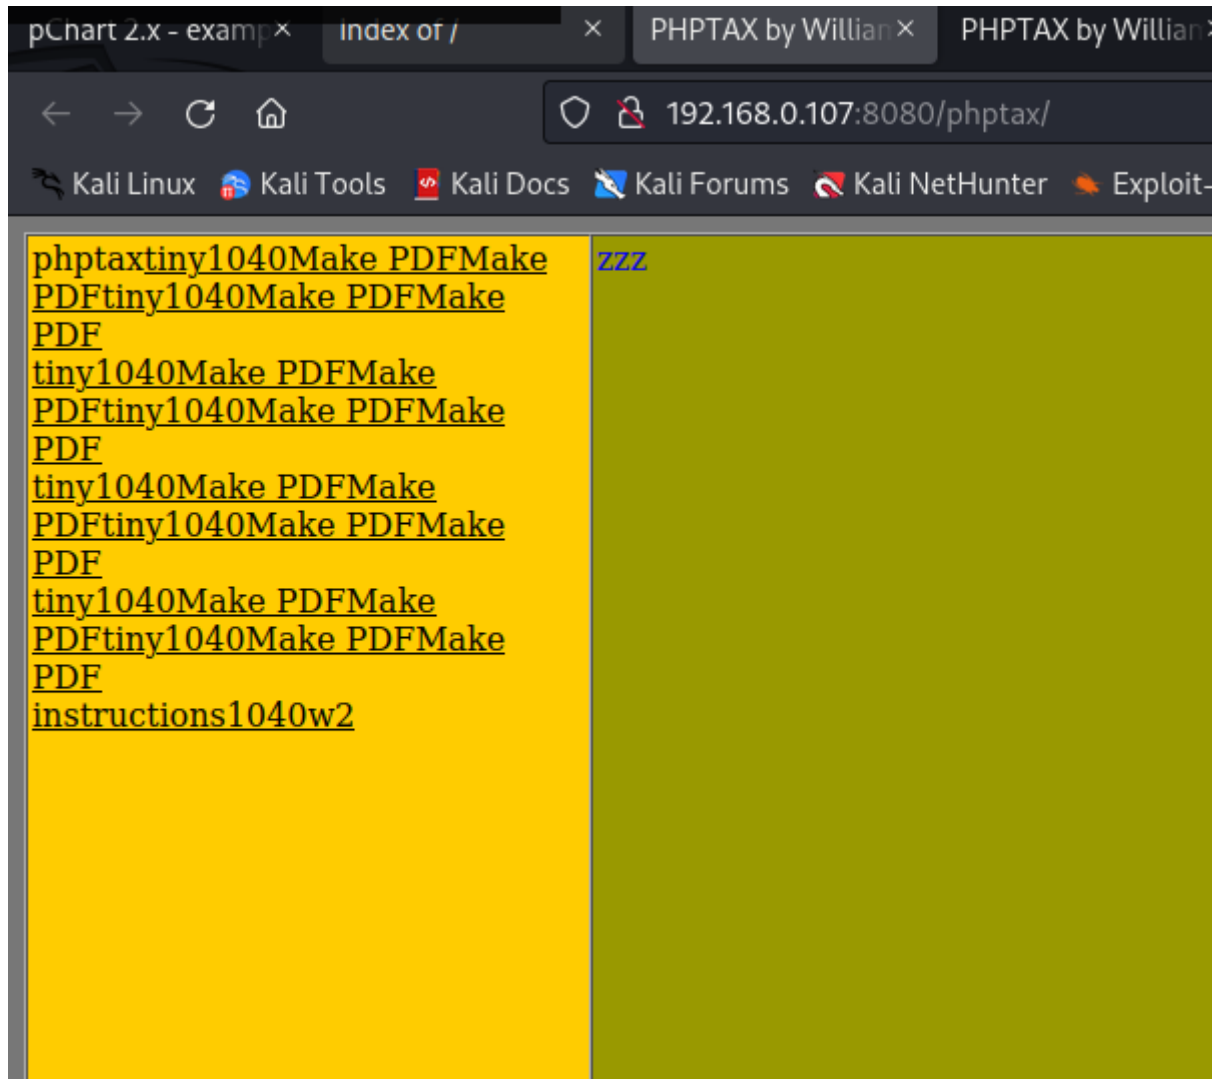 pChart 2.x - examp
Index of /
PHPTAX by Willian
PHPTAX by Willian
192.168.0.107:8080/phptax/
Kali Linux Kali Tools Kali Docs Kali Forums Kali NetHunter Exploit-
phptaxtiny1040Make PDFMake
PDFtiny1040Make PDFMake
PDF
tiny1040Make PDFMake
PDFtiny1040Make PDFMake
PDF
tiny1040Make PDFMake
PDFtiny1040Make PDFMake
PDF
tiny1040Make PDFMake
PDFtiny1040Make PDFMake
PDF
instructions1040w2
zzz